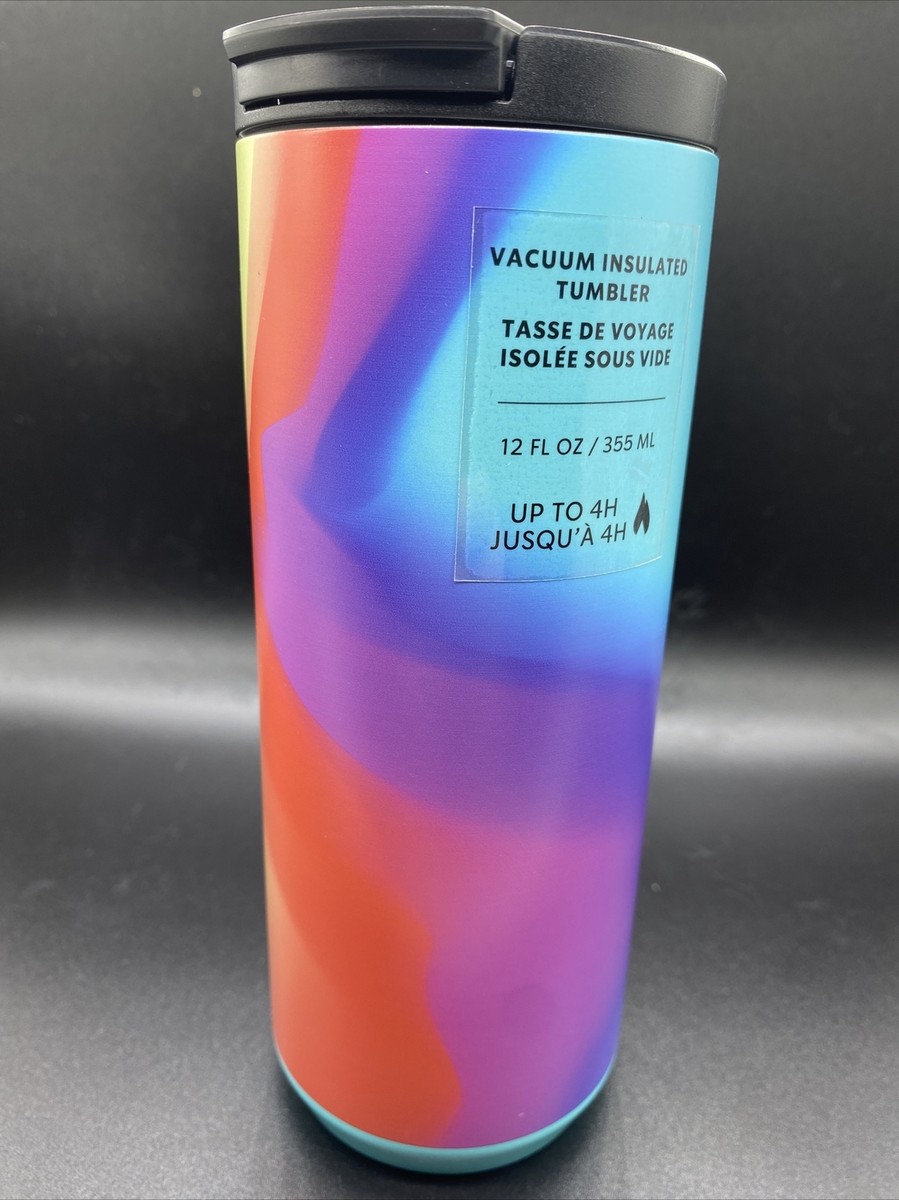 VACUUM INSULATED
TUMBLER
TASSE DE VOYAGE
ISOLÉE SOUS VIDE
12 FL OZ / 355 ML
UP TO 4H
JUSQU'À 4H